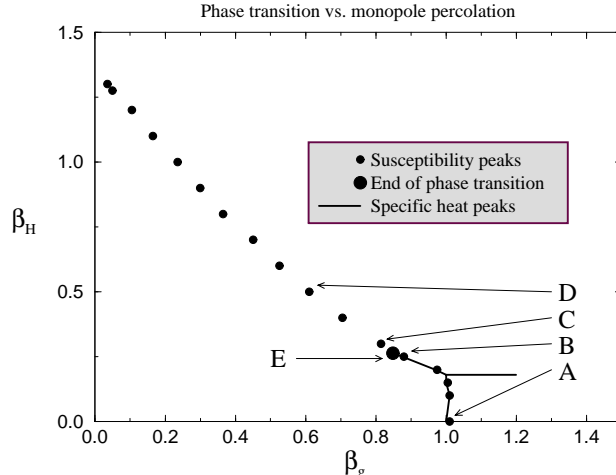 Phase transition vs. monopole percolation
1.5
Susceptibility peaks
End of phase transition
Specific heat peaks
1.0
β_H
D
0.5
C
B
E
A
0.0
0.0 0.2 0.4 0.6 0.8 1.0 1.2 1.4
β_g